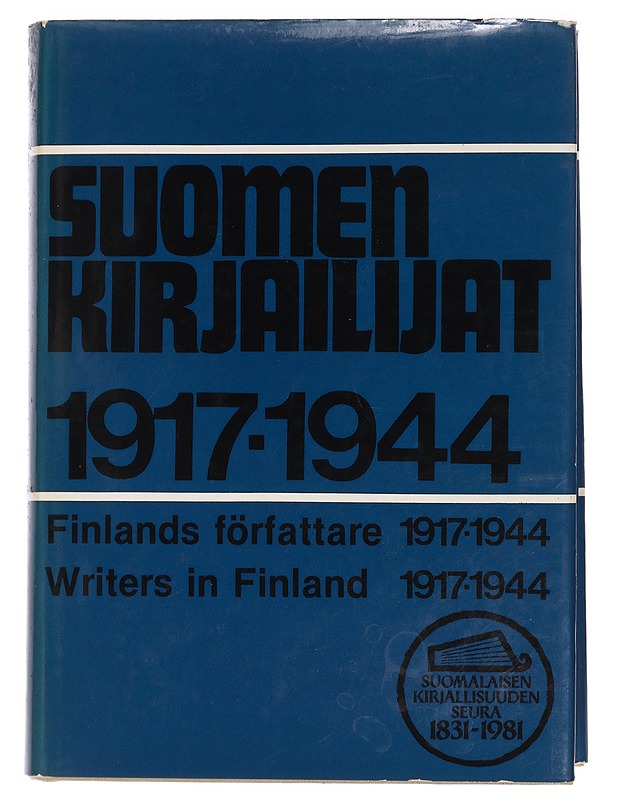 SUOMEN
KIRJAILIJAT
1917·1944
Finlands författare 1917·1944
Writers in Finland 1917·1944
SUOMALAISEN
KIRJALLISUUDEN
SEURA
1831-1981